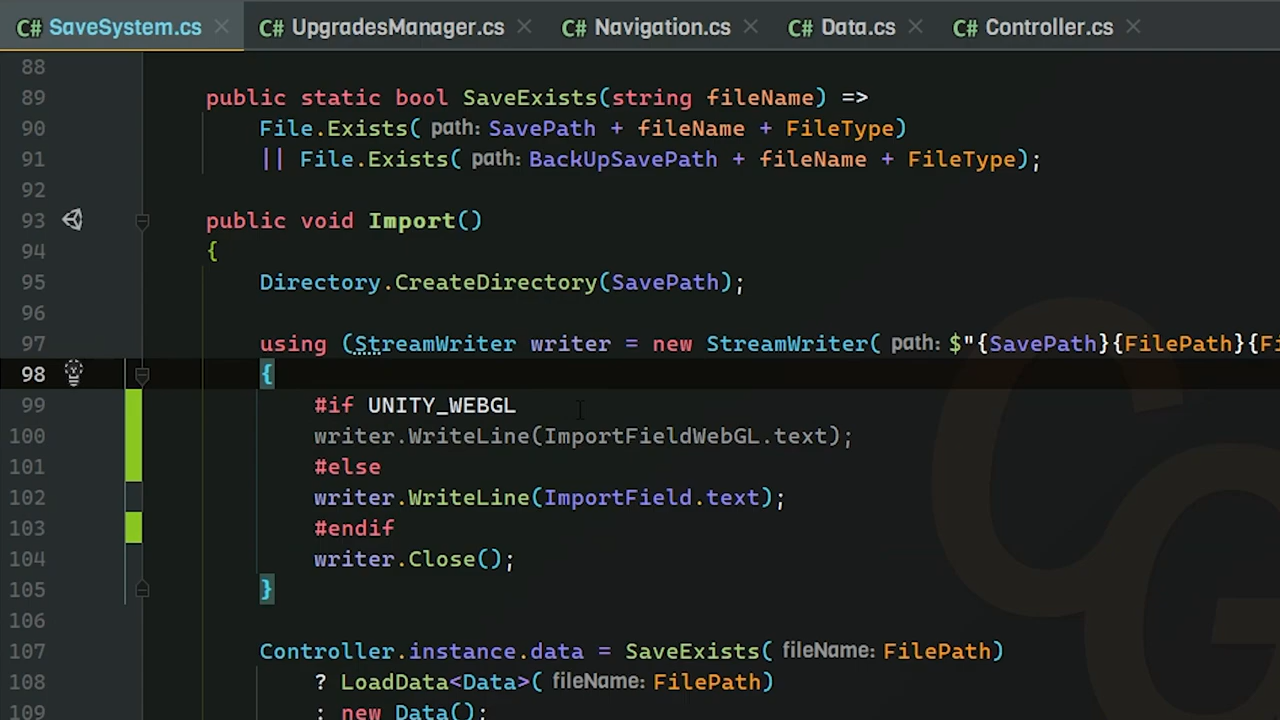 C# SaveSystem.cs × C# UpgradesManager.cs × C# Navigation.cs × C# Data.cs × C# Controller.cs ×
88
89 public static bool SaveExists(string fileName) =>
90 File.Exists( path: SavePath + fileName + FileType)
91 || File.Exists( path: BackUpSavePath + fileName + FileType);
92
93 public void Import()
94 {
95 Directory.CreateDirectory(SavePath);
96
97 using (StreamWriter writer = new StreamWriter( path: $"{SavePath}{FilePath}{Fi
98 {
99 #if UNITY_WEBGL
100 writer.WriteLine(ImportFieldWebGL.text);
101 #else
102 writer.WriteLine(ImportField.text);
103 #endif
104 writer.Close();
105 }
106
107 Controller.instance.data = SaveExists( fileName: FilePath)
108 ? LoadData<Data>( fileName: FilePath)
109 : new Data();
CG